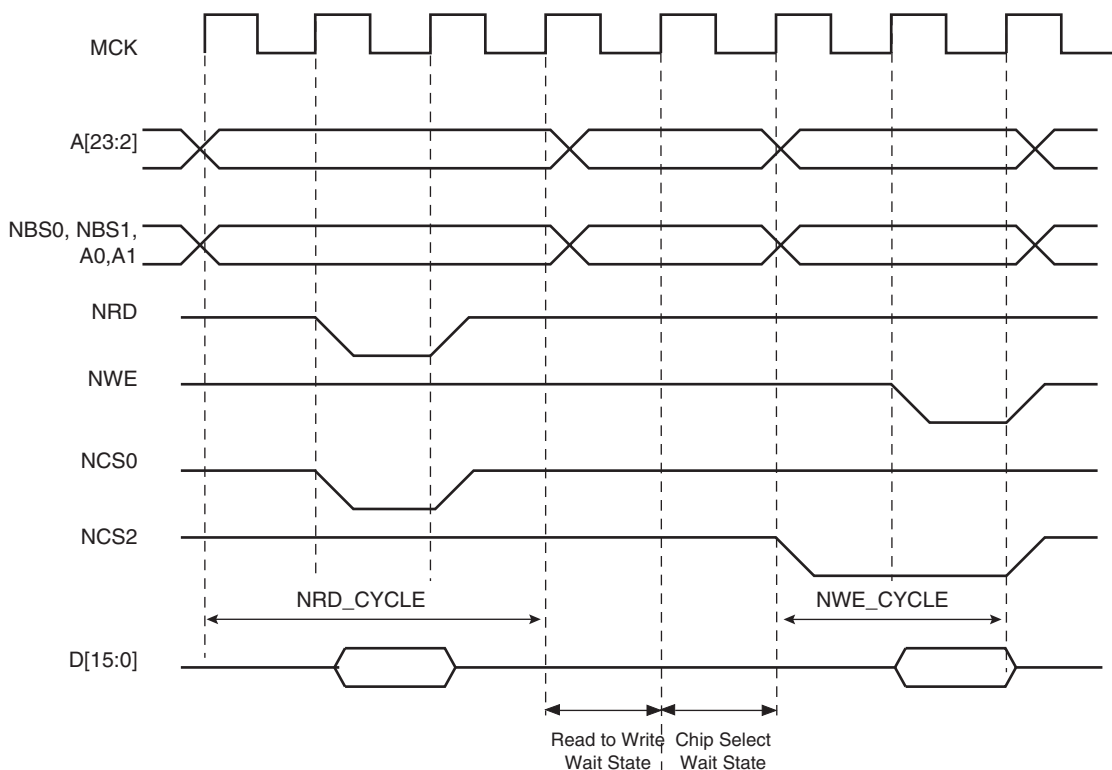 MCK
A[23:2]
NBS0, NBS1,
A0,A1
NRD
NWE
NCS0
NCS2
NRD_CYCLE
NWE_CYCLE
D[15:0]
Read to Write
Wait State
Chip Select
Wait State